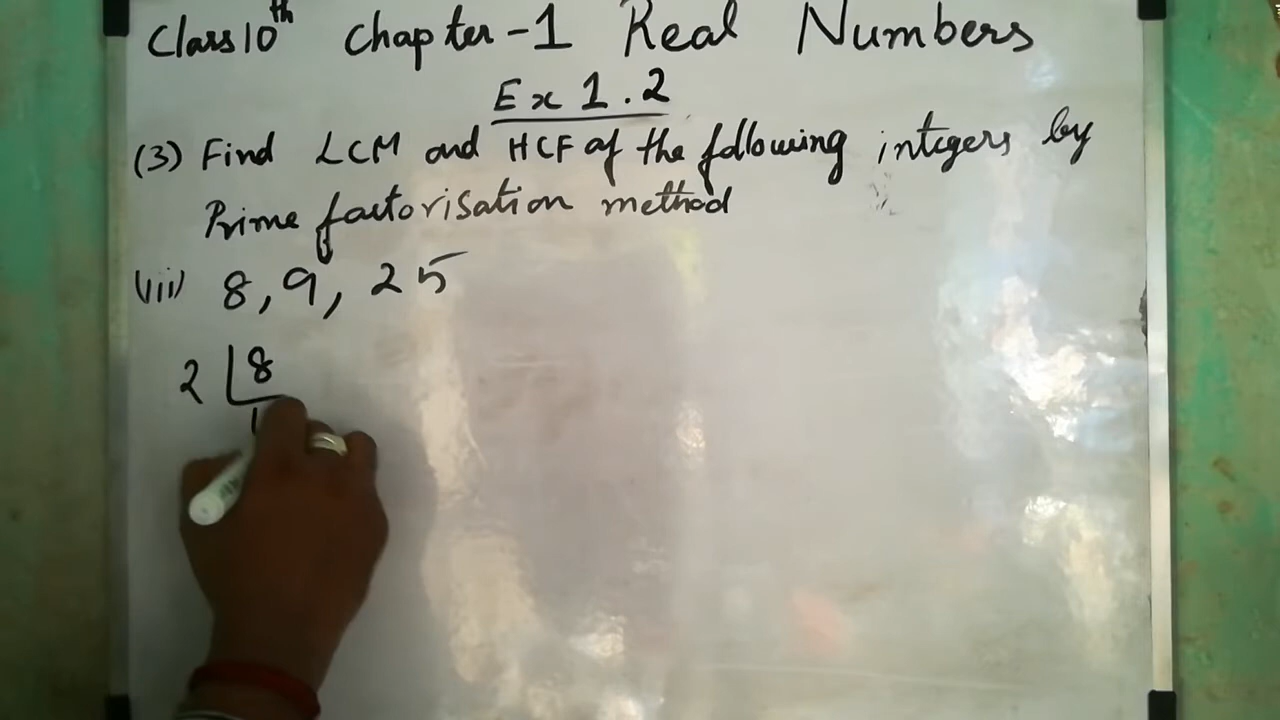 Class 10th Chapter-1 Real Numbers
Ex 1.2
(3) Find LCM and HCF of the following integers by
Prime factorisation method
(iii) 8, 9, 25
2 8